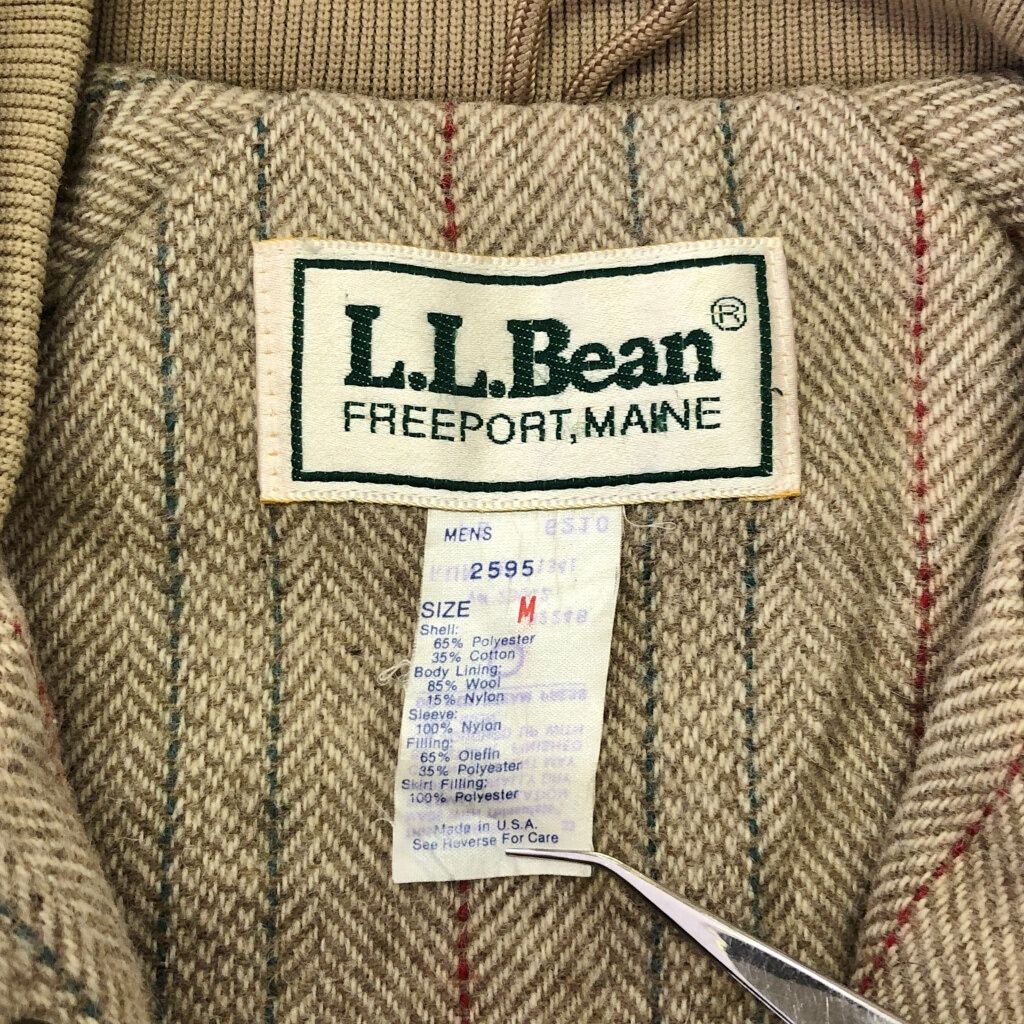 L.L.Bean®
FREEPORT, MAINE
MENS
2595
SIZE M
Shell:
65% Polyester
35% Cotton
Body Lining:
85% Wool
15% Nylon
Sleeve:
100% Nylon
Filling:
65% Olefin
35% Polyester
Skirt Filling:
100% Polyester
Made in U.S.A.
See Reverse For Care